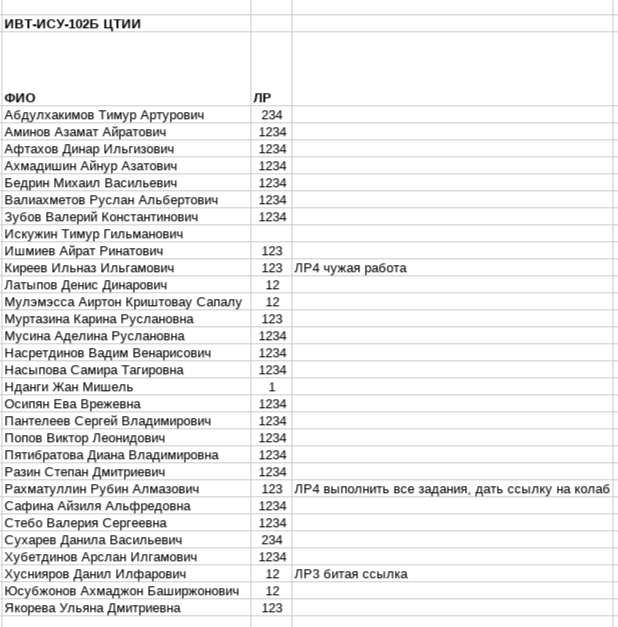 ИВТ-ИСУ-102Б ЦТИИ
ФИО ЛР
Абдулхакимов Тимур Артурович 234
Аминов Азамат Айратович 1234
Афтахов Динар Ильгизович 1234
Ахмадишин Айнур Азатович 1234
Бедрин Михаил Васильевич 1234
Валиахметов Руслан Альбертович 1234
Зубов Валерий Константинович 1234
Искужин Тимур Гильманович
Ишмиев Айрат Ринатович 123
Киреев Ильназ Ильгамович 123 ЛР4 чужая работа
Латыпов Денис Динарович 12
Мулэмэсса Аиртон Криштовау Сапалу 12
Муртазина Карина Руслановна 123
Мусина Аделина Руслановна 1234
Насретдинов Вадим Венарисович 1234
Насыпова Самира Тагировна 1234
Нданги Жан Мишель 1
Осипян Ева Врежевна 1234
Пантелеев Сергей Владимирович 1234
Попов Виктор Леонидович 1234
Пятибратова Диана Владимировна 1234
Разин Степан Дмитриевич 1234
Рахматуллин Рубин Алмазович 123 ЛР4 выполнить все задания, дать ссылку на колаб
Сафина Айзиля Альфредовна 1234
Стебо Валерия Сергеевна 1234
Сухарев Данила Васильевич 234
Хубетдинов Арслан Илгамович 1234
Хуснияров Данил Илфарович 12 ЛР3 битая ссылка
Юсубжонов Ахмаджон Баширжонович 12
Якорева Ульяна Дмитриевна 123